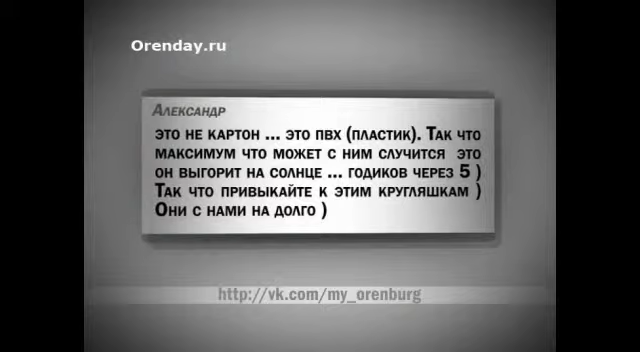 Orenday.ru
Александр
это не картон ... это ПВХ (пластик). Так что
максимум что может с ним случится это
он выгорит на солнце ... годиков через 5 )
Так что привыкайте к этим кругляшкам )
Они с нами на долго )
http://vk.com/my_orenburg